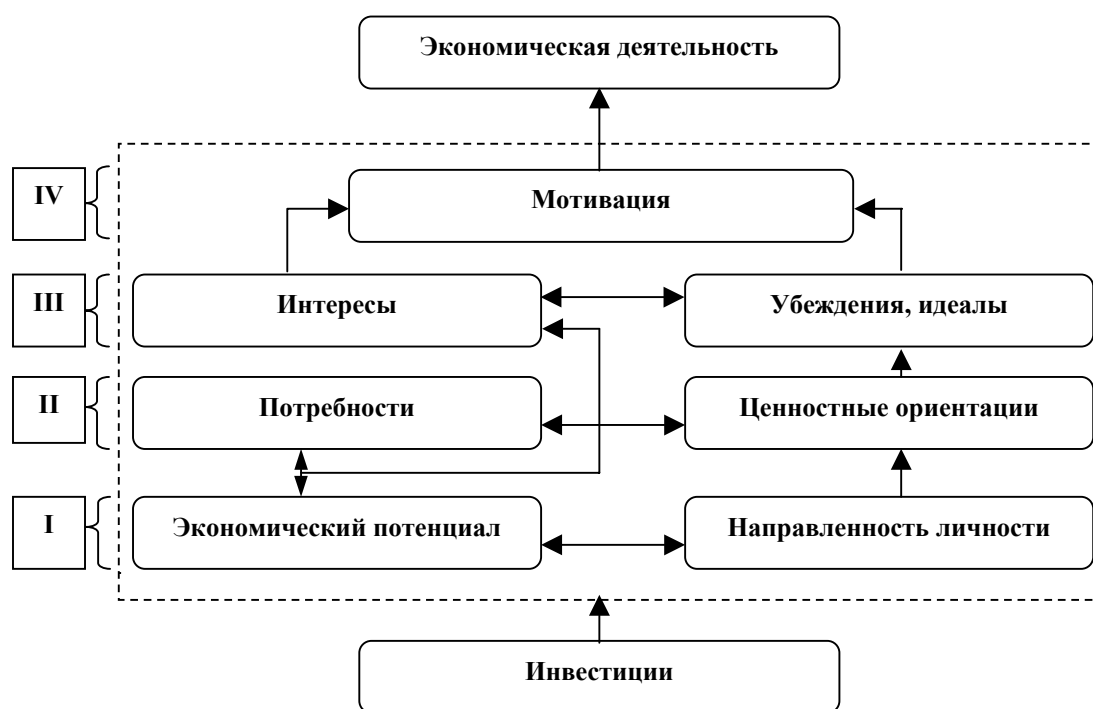 Экономическая деятельность
IV
Мотивация
III
Интересы
Убеждения, идеалы
II
Потребности
Ценностные ориентации
I
Экономический потенциал
Направленность личности
Инвестиции